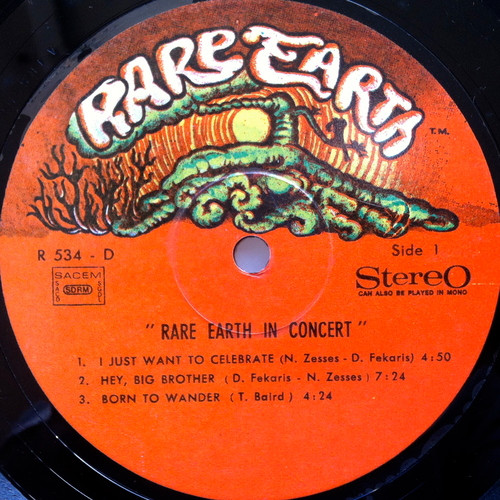 RARE EARTH
T.M.
R 534 - D
Side 1
SACEM
SACD
SDRM
SGDL
Stereo
CAN ALSO BE PLAYED IN MONO
" RARE EARTH IN CONCERT "
1. I JUST WANT TO CELEBRATE (N. Zesses - D. Fekaris) 4:50
2. HEY, BIG BROTHER ( D. Fekaris - N. Zesses ) 7:24
3. BORN TO WANDER ( T. Baird ) 4:24